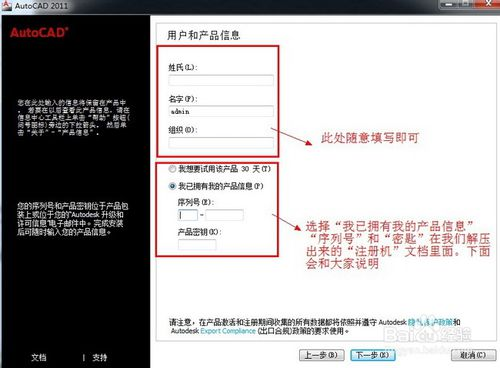 AutoCAD 2011
AutoCAD®
用户和产品信息
姓氏(L):
名字(F):
admin
组织(O):
此处随意填写即可
您在此处输入的信息将保留在产品中
，若要在以后查看此产品信息，请在信
息中心工具栏上单击“帮助”按钮(
问号图标)旁边的下拉箭头，然后单
击“关于”-“产品信息”.
我想要试用该产品 30 天(T)
我已拥有我的产品信息(P)
序列号(E):
-
产品密钥(K):
您的序列号和产品密钥位于产品包
装上或位于您的“Autodesk 升级和
许可信息”电子邮件中。完成安装
后可随时输入您的产品信息。
选择“我已拥有我的产品信息”
“序列号”和“密匙”在我们解压
出来的“注册机”文档里面。下面
会和大家说明
请注意，在产品激活和注册期间收集的所有数据都将依照并遵守 Autodesk 隐私保护政策和
Autodesk Export Compliance (出口合规)政策的要求使用。
文档 | 支持
上一步(B)
下一步(E)
取消(C)